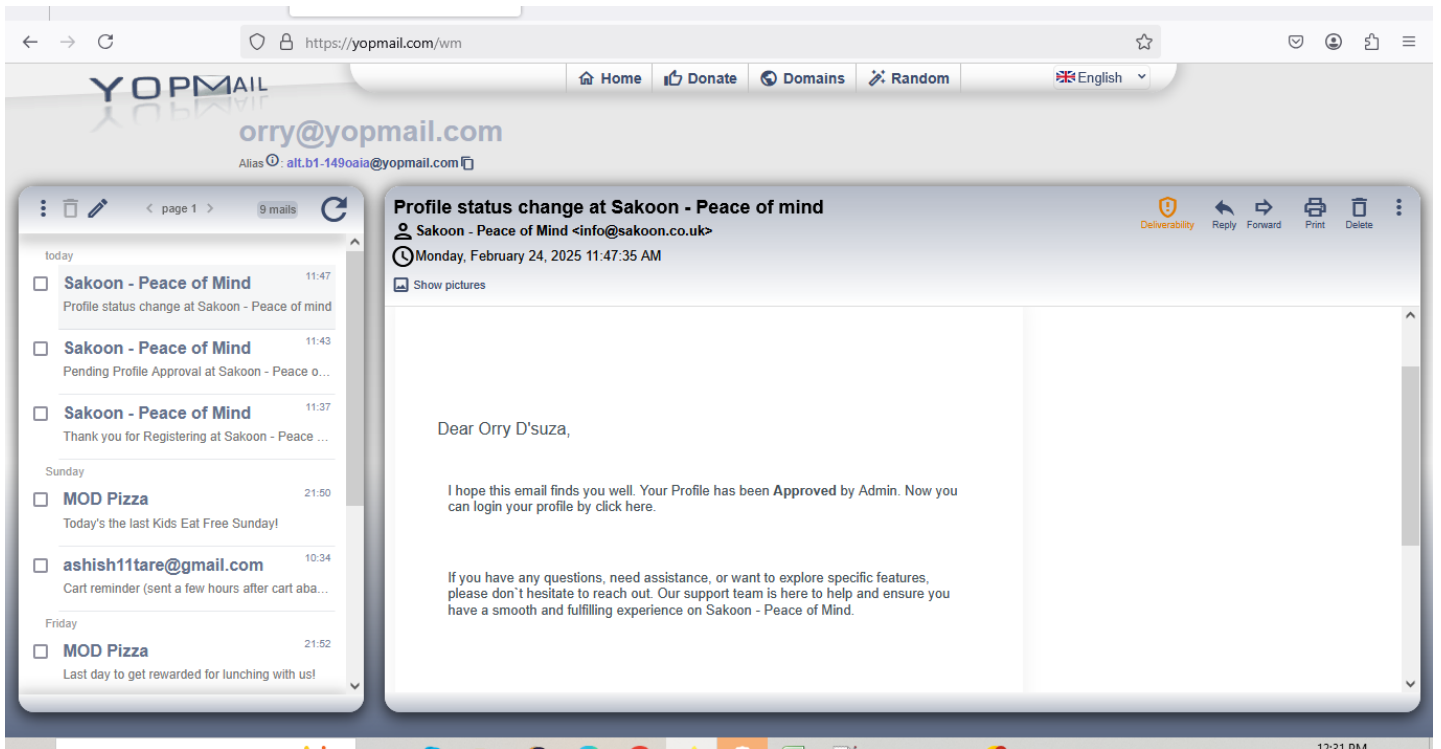 https://yopmail.com/wm
YOPMAIL
Home Donate Domains Random
English
orry@yopmail.com
Alias : alt.b1-149oaia@yopmail.com
< page 1 >
9 mails
today
Sakoon - Peace of Mind 11:47
Profile status change at Sakoon - Peace of mind
Sakoon - Peace of Mind 11:43
Pending Profile Approval at Sakoon - Peace o...
Sakoon - Peace of Mind 11:37
Thank you for Registering at Sakoon - Peace ...
Sunday
MOD Pizza 21:50
Today's the last Kids Eat Free Sunday!
ashish11tare@gmail.com 10:34
Cart reminder (sent a few hours after cart aba...
Friday
MOD Pizza 21:52
Last day to get rewarded for lunching with us!
Profile status change at Sakoon - Peace of mind
Sakoon - Peace of Mind <info@sakoon.co.uk>
Monday, February 24, 2025 11:47:35 AM
Show pictures
Deliverability Reply Forward Print Delete
Dear Orry D'suza,
I hope this email finds you well. Your Profile has been Approved by Admin. Now you
can login your profile by click here.
If you have any questions, need assistance, or want to explore specific features,
please don`t hesitate to reach out. Our support team is here to help and ensure you
have a smooth and fulfilling experience on Sakoon - Peace of Mind.
12:31 PM